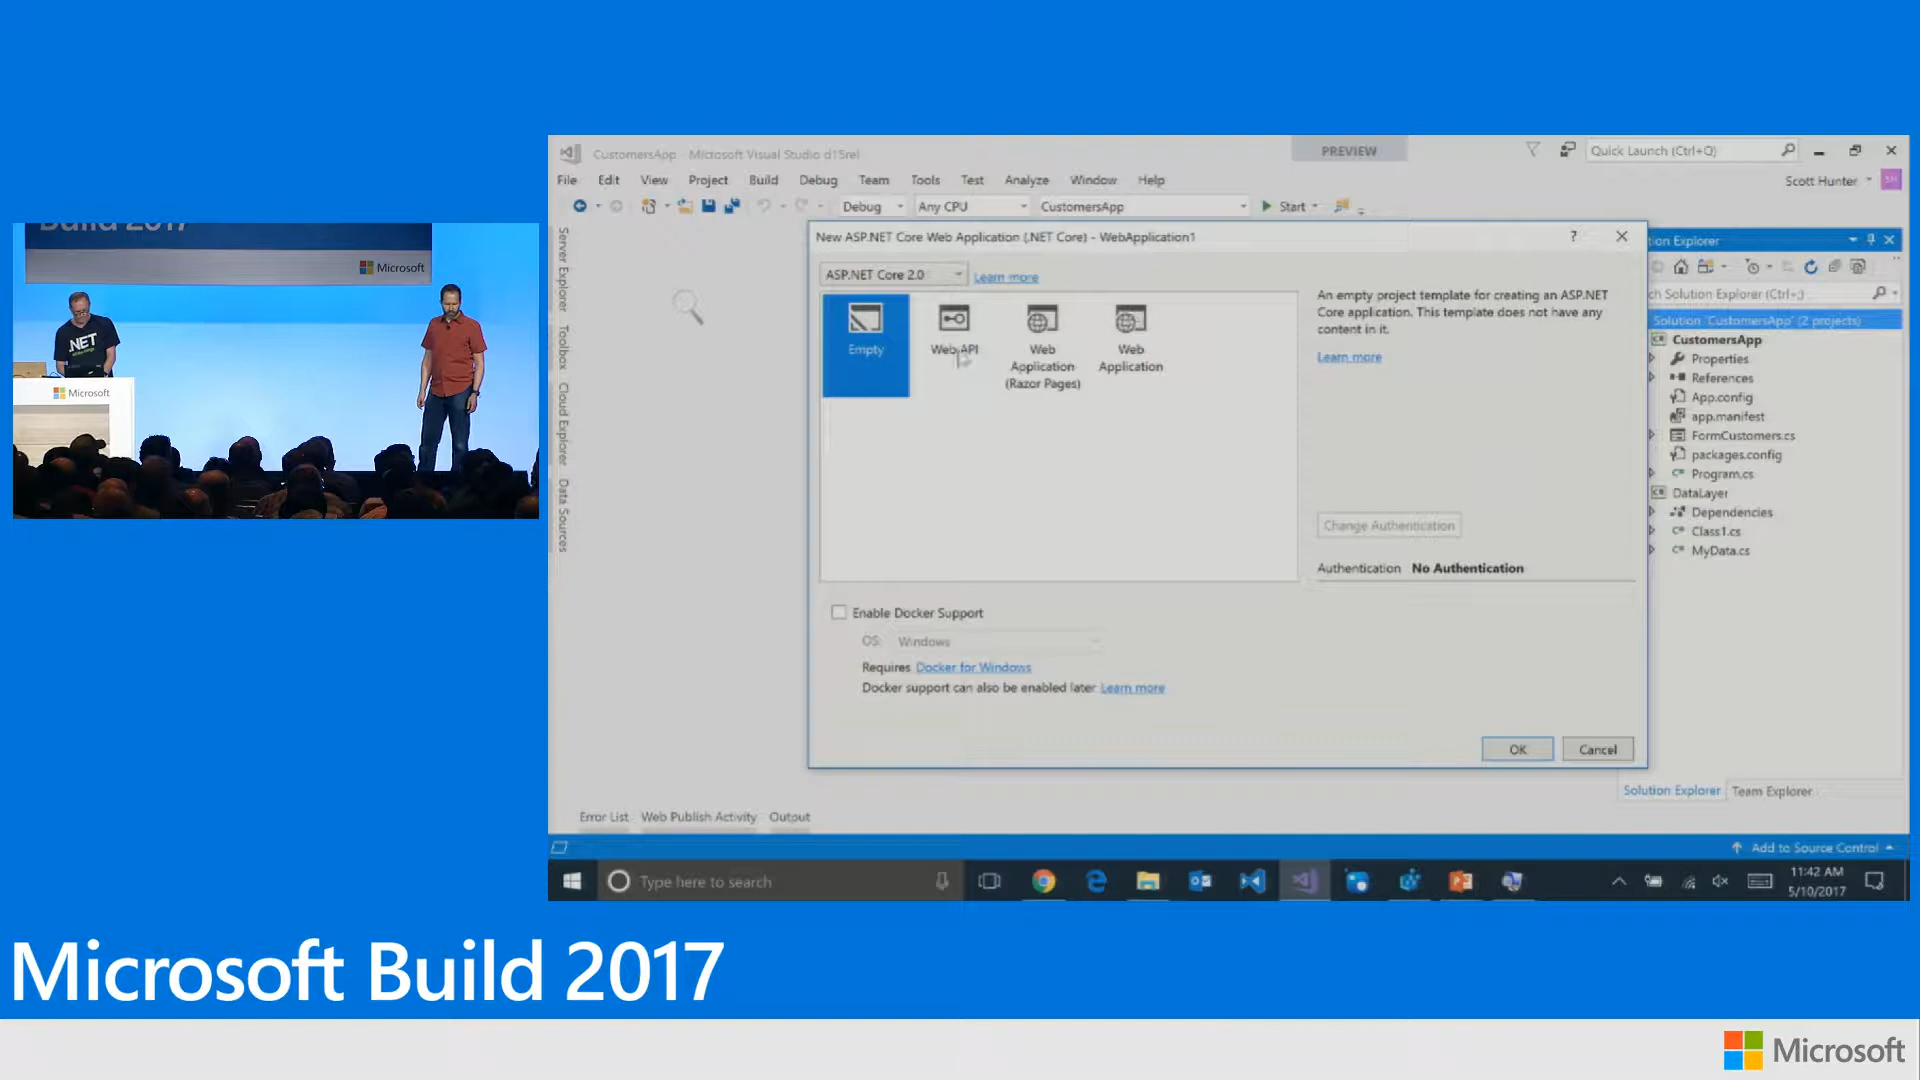 Microsoft
.NET
Microsoft
CustomersApp - Microsoft Visual Studio d15rel
PREVIEW
Quick Launch (Ctrl+Q)
File Edit View Project Build Debug Team Tools Test Analyze Window Help
Scott Hunter
SH
Debug Any CPU CustomersApp Start
Server Explorer
Toolbox
Cloud Explorer
Data Sources
New ASP.NET Core Web Application (.NET Core) - WebApplication1
ASP.NET Core 2.0 Learn more
Empty
Web API
Web Application (Razor Pages)
Web Application
An empty project template for creating an ASP.NET
Core application. This template does not have any
content in it.
Learn more
Change Authentication
Authentication No Authentication
Enable Docker Support
OS: Windows
Requires Docker for Windows
Docker support can also be enabled later Learn more
OK Cancel
tion Explorer
ch Solution Explorer (Ctrl+;)
Solution 'CustomersApp' (2 projects)
CustomersApp
Properties
References
App.config
app.manifest
FormCustomers.cs
packages.config
Program.cs
DataLayer
Dependencies
Class1.cs
MyData.cs
Solution Explorer Team Explorer
Error List Web Publish Activity Output
Add to Source Control
Type here to search
11:42 AM
5/10/2017
Microsoft Build 2017
Microsoft